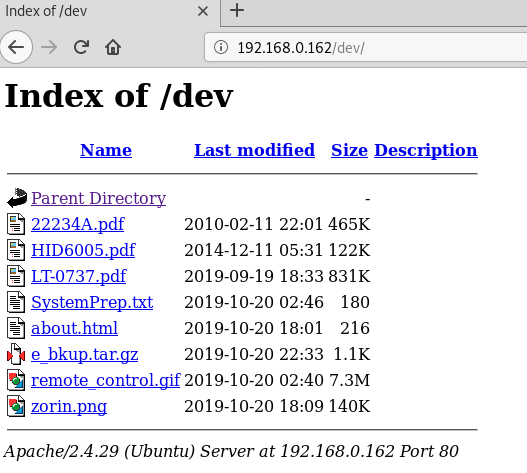 Index of /dev
192.168.0.162/dev/
Index of /dev
Name Last modified Size Description
Parent Directory -
22234A.pdf 2010-02-11 22:01 465K
HID6005.pdf 2014-12-11 05:31 122K
LT-0737.pdf 2019-09-19 18:33 831K
SystemPrep.txt 2019-10-20 02:46 180
about.html 2019-10-20 18:01 216
e_bkup.tar.gz 2019-10-20 22:33 1.1K
remote_control.gif 2019-10-20 02:40 7.3M
zorin.png 2019-10-20 18:09 140K
Apache/2.4.29 (Ubuntu) Server at 192.168.0.162 Port 80